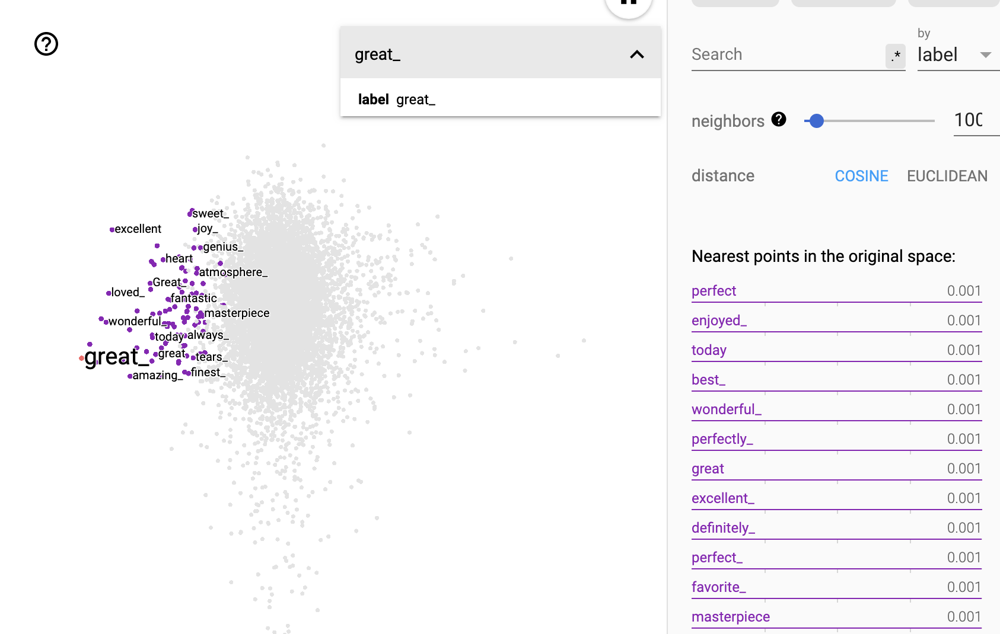 great_
label great_
sweet_
excellent
joy_
genius_
heart
atmosphere_
Great_
loved_
fantastic
masterpiece
wonderful_
today
always_
great_
great
tears_
amazing_
finest_
by
Search
.*
label
neighbors
100
distance
COSINE
EUCLIDEAN
Nearest points in the original space:
perfect 0.001
enjoyed_ 0.001
today 0.001
best_ 0.001
wonderful_ 0.001
perfectly_ 0.001
great 0.001
excellent_ 0.001
definitely_ 0.001
perfect_ 0.001
favorite_ 0.001
masterpiece 0.001